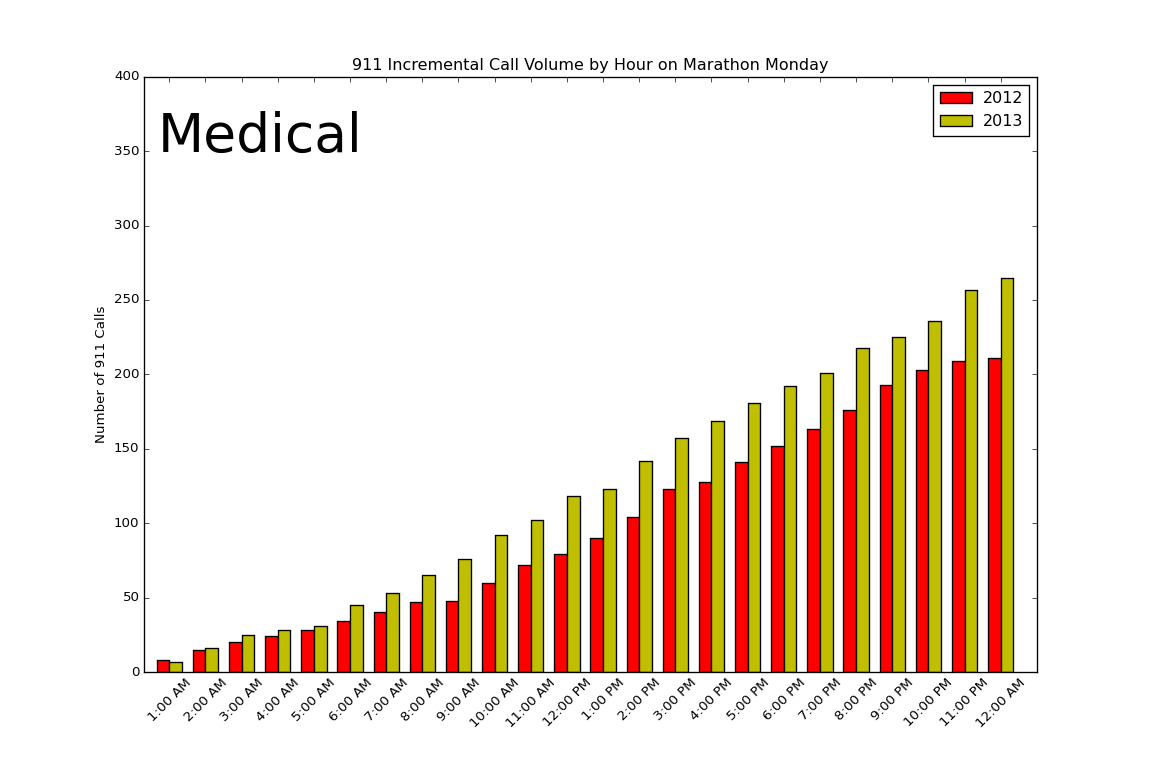 911 Incremental Call Volume by Hour on Marathon Monday
Medical
2012
2013
Number of 911 Calls
400
350
300
250
200
150
100
50
0
1:00 AM
2:00 AM
3:00 AM
4:00 AM
5:00 AM
6:00 AM
7:00 AM
8:00 AM
9:00 AM
10:00 AM
11:00 AM
12:00 PM
1:00 PM
2:00 PM
3:00 PM
4:00 PM
5:00 PM
6:00 PM
7:00 PM
8:00 PM
9:00 PM
10:00 PM
11:00 PM
12:00 AM